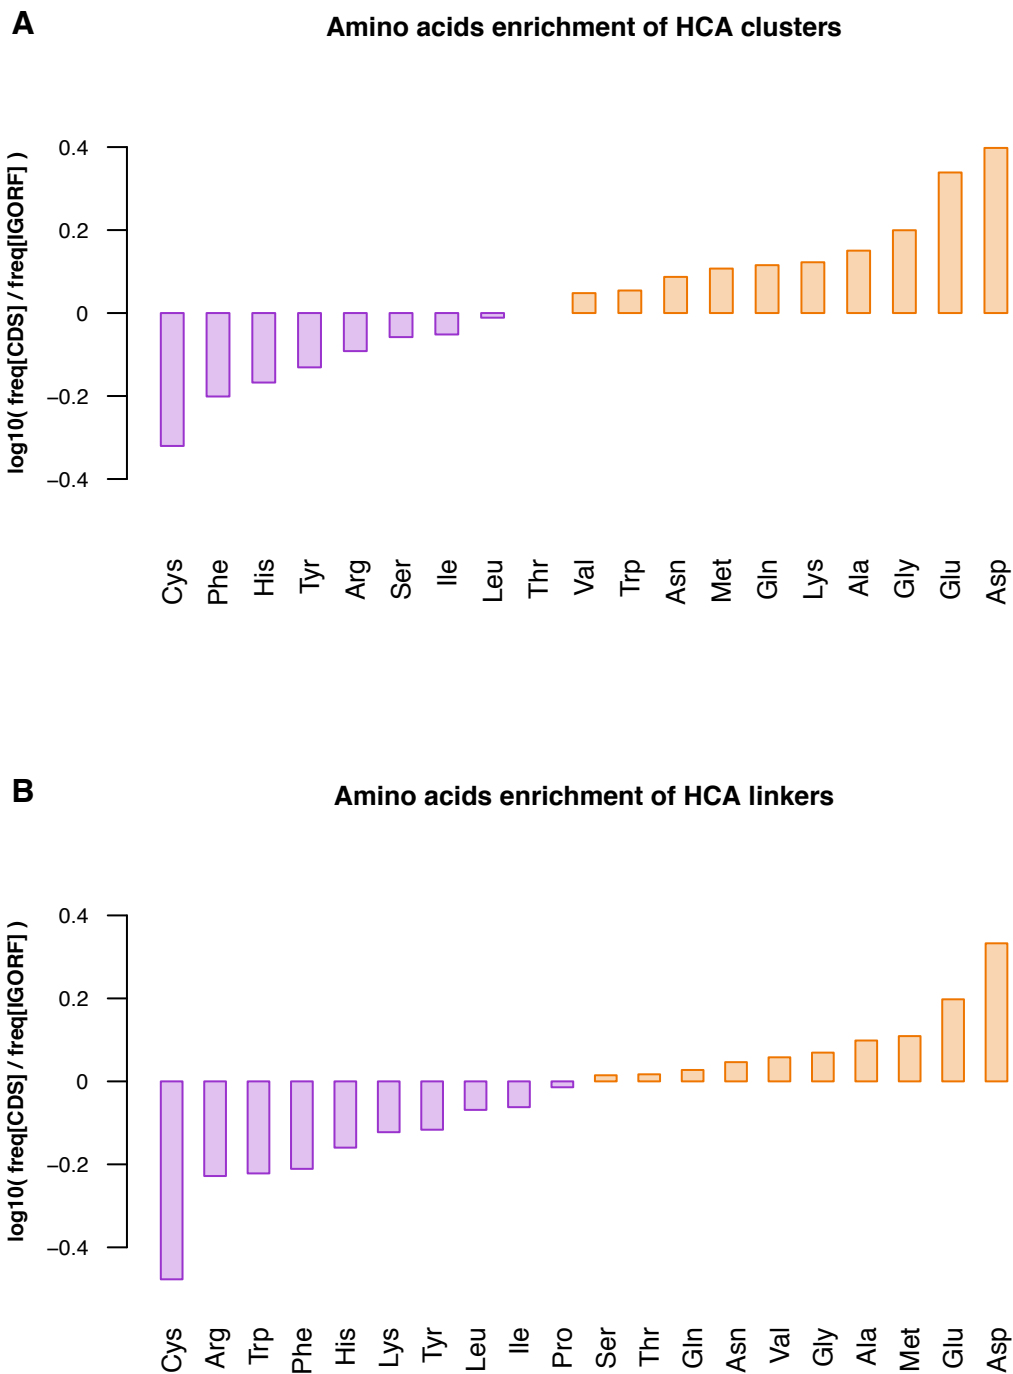 A
Amino acids enrichment of HCA clusters
log10( freq[CDS] / freq[IGORF] )
0.4
0.2
0
−0.2
−0.4
Cys Phe His Tyr Arg Ser Ile Leu Thr Val Trp Asn Met Gln Lys Ala Gly Glu Asp
B
Amino acids enrichment of HCA linkers
log10( freq[CDS] / freq[IGORF] )
0.4
0.2
0
−0.2
−0.4
Cys Arg Trp Phe His Lys Tyr Leu Ile Pro Ser Thr Gln Asn Val Gly Ala Met Glu Asp